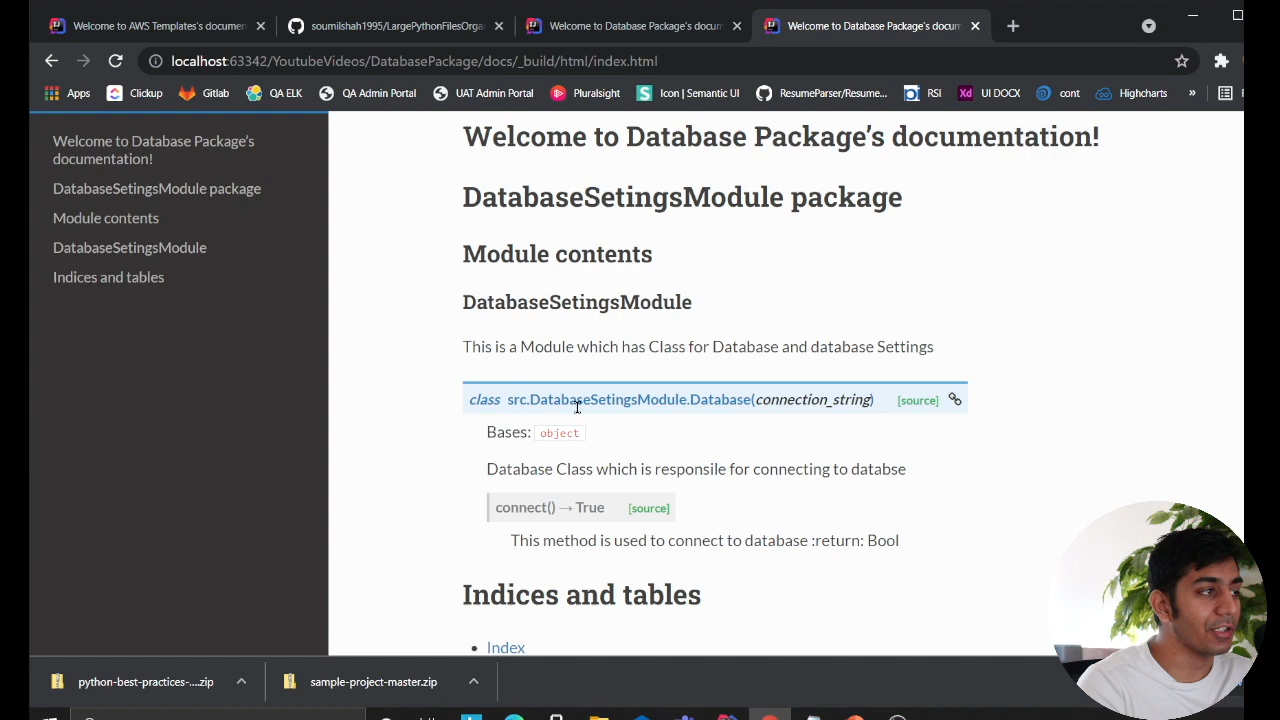 Welcome to AWS Templates's documen
soumilshah1995/LargePythonFilesOrga
Welcome to Database Package's docum
Welcome to Database Package's docum
localhost:63342/YoutubeVideos/DatabasePackage/docs/_build/html/index.html
Apps
Clickup
Gitlab
QA ELK
QA Admin Portal
UAT Admin Portal
Pluralsight
Icon | Semantic UI
ResumeParser/Resume...
RSI
UI DOCX
cont
Highcharts
»
Welcome to Database Package's
documentation!
DatabaseSetingsModule package
Module contents
DatabaseSetingsModule
Indices and tables
Welcome to Database Package's documentation!
DatabaseSetingsModule package
Module contents
DatabaseSetingsModule
This is a Module which has Class for Database and database Settings
class src.DatabaseSetingsModule.Database(connection_string) [source]
Bases: object
Database Class which is responsile for connecting to databse
connect() → True [source]
This method is used to connect to database :return: Bool
Indices and tables
• Index
python-best-practices-....zip
sample-project-master.zip